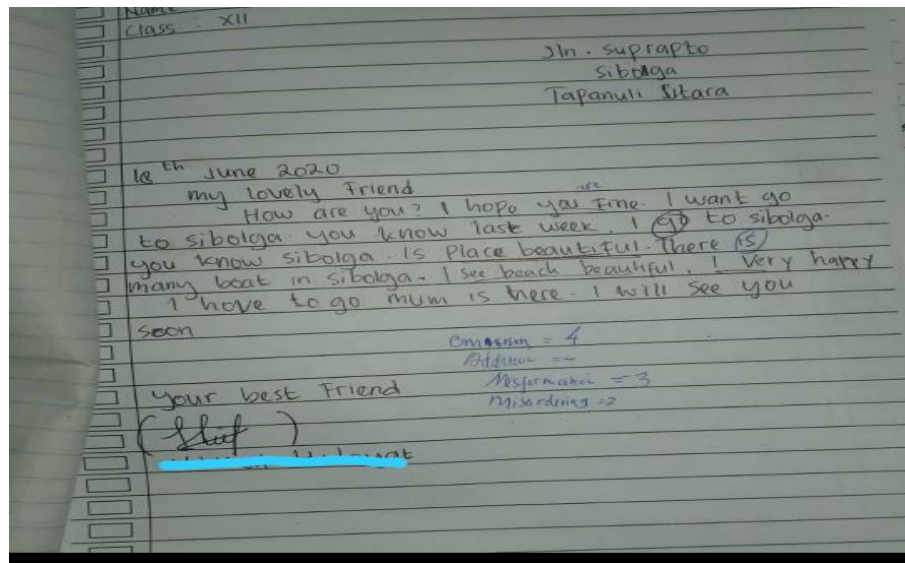 Name
Class : XII
Jln. Suprapto
Sibolga
Tapanuli Utara
th June 2020
my lovely Friend
are
How are you? I hope you Fine. I want go
to sibolga. you know last week. I go to sibolga.
you know sibolga. Is Place beautiful. There is
many boat in sibolga. I see beach beautiful. I very happy
I have to go mum is here. I will see you
soon
Omission = 4
Addition = -
Misformation = 3
Misordering = 2
your best Friend